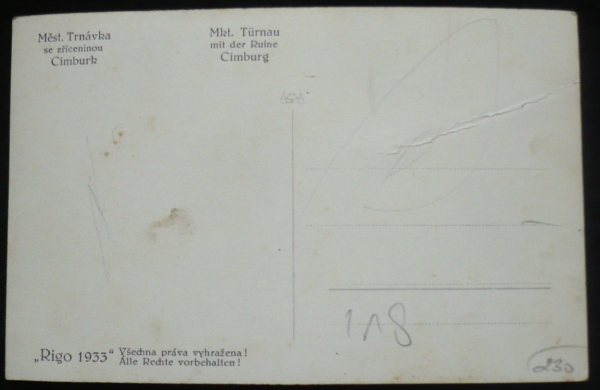 Měst. Trnávka
se zříceninou
Cimburk
Mkt. Türnau
mit der Ruine
Cimburg
„Rigo 1933“ Všechna práva vyhražena!
Alle Rechte vorbehalten!
118
230